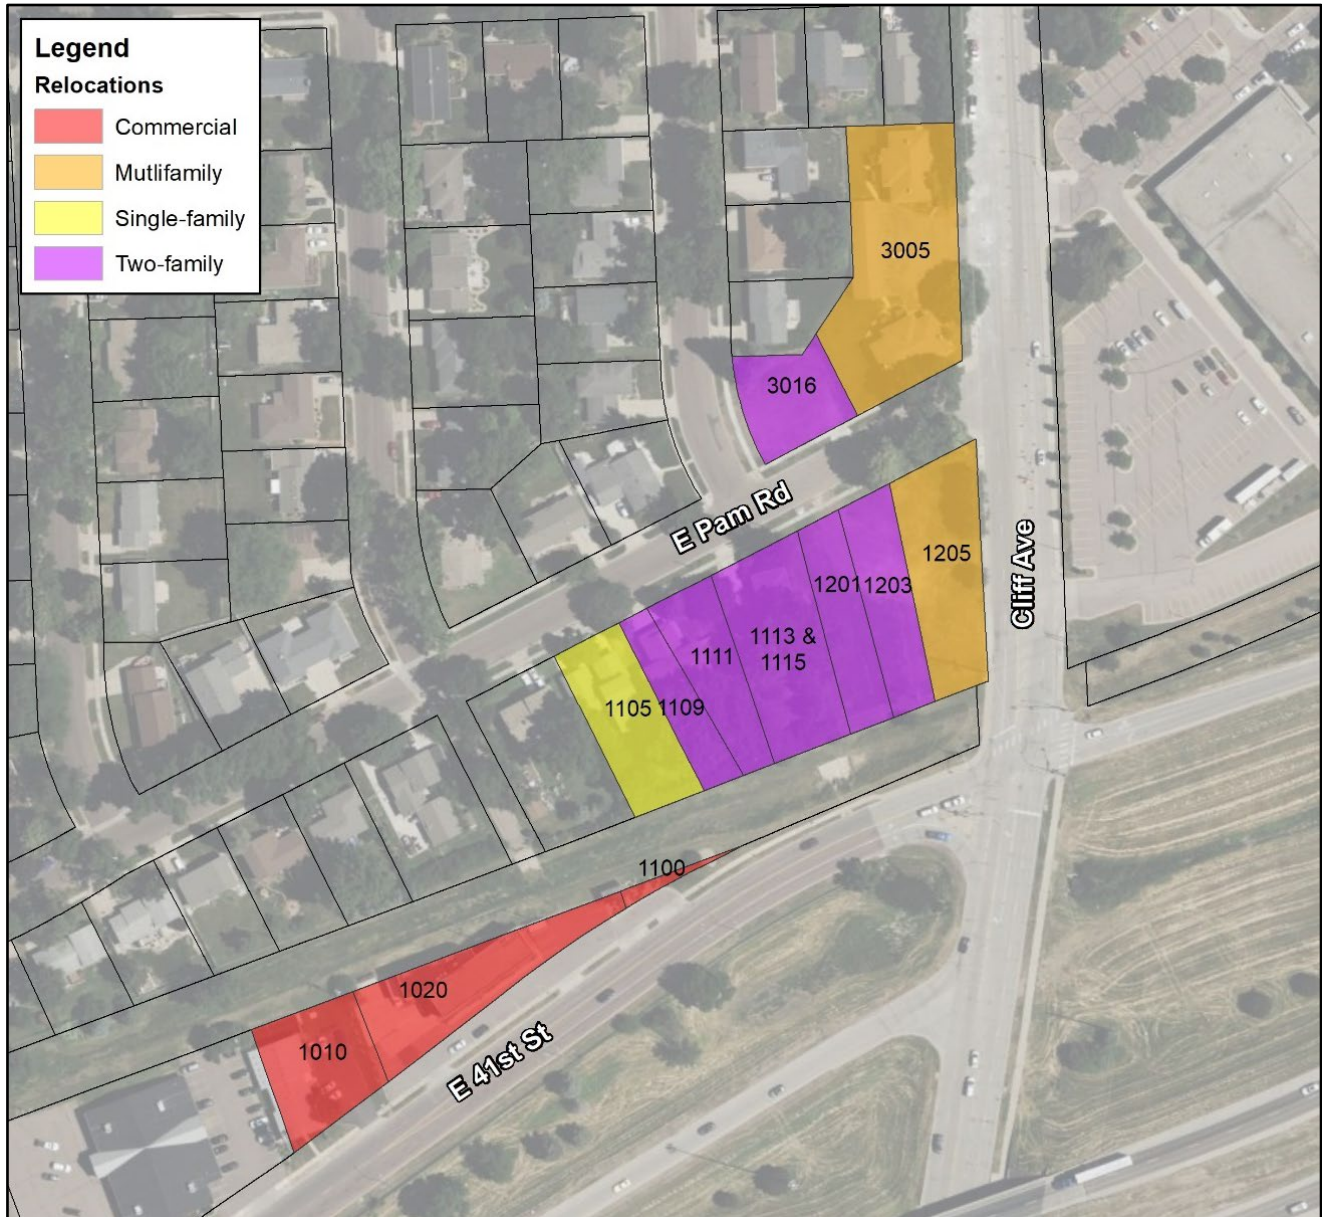 Legend
Relocations
Commercial
Mutlifamily
Single-family
Two-family
3005
3016
E Pam Rd
1205
Cliff Ave
1201
1203
1113 &
1115
1111
1105
1109
1100
1020
1010
E 41st St